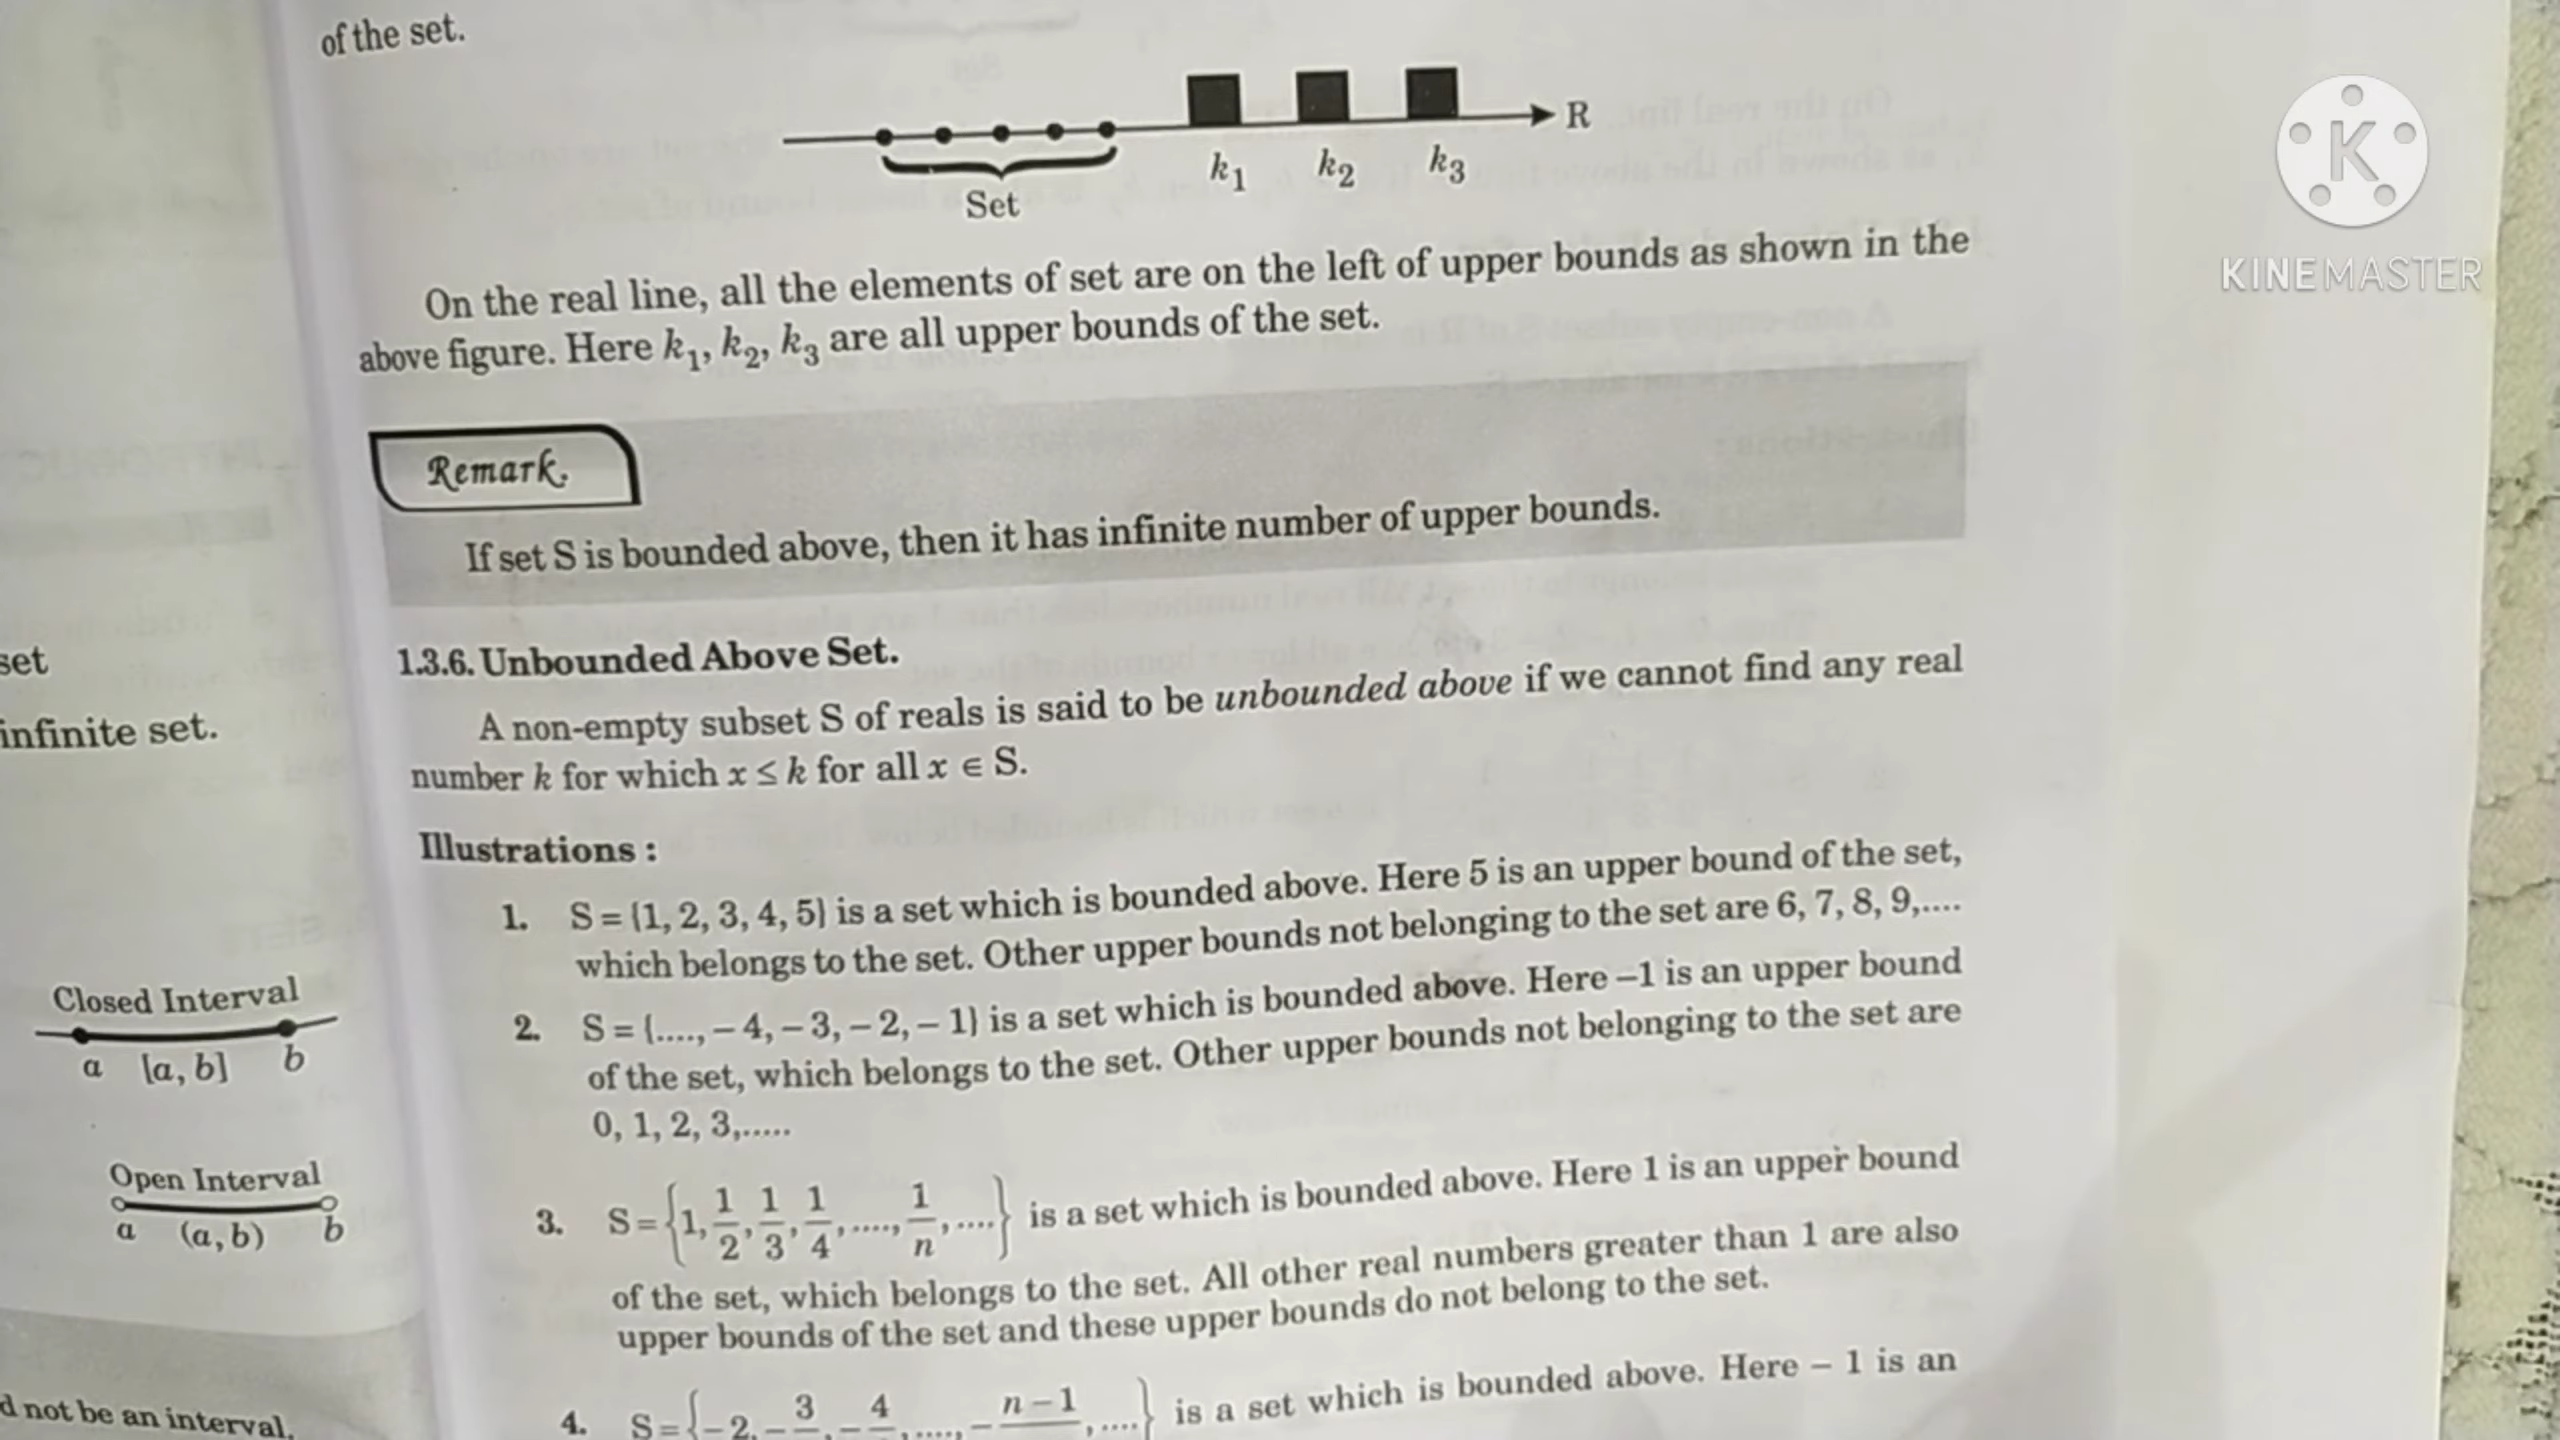 of the set.
R
k₁ k₂ k₃
Set
On the real line, all the elements of set are on the left of upper bounds as shown in the
above figure. Here k₁, k₂, k₃ are all upper bounds of the set.
Remark.
If set S is bounded above, then it has infinite number of upper bounds.
1.3.6. Unbounded Above Set.
A non-empty subset S of reals is said to be unbounded above if we cannot find any real
number k for which x ≤ k for all x ∈ S.
Illustrations :
1. S = {1, 2, 3, 4, 5} is a set which is bounded above. Here 5 is an upper bound of the set,
which belongs to the set. Other upper bounds not belonging to the set are 6, 7, 8, 9,....
2. S = {...., – 4, – 3, – 2, – 1} is a set which is bounded above. Here –1 is an upper bound
of the set, which belongs to the set. Other upper bounds not belonging to the set are
0, 1, 2, 3,.....
3. S = {1, 1/2, 1/3, 1/4, ....., 1/n, ....} is a set which is bounded above. Here 1 is an upper bound
of the set, which belongs to the set. All other real numbers greater than 1 are also
upper bounds of the set and these upper bounds do not belong to the set.
4. S = {– 2, – 3 , – 4 , ....., – n – 1 , ....} is a set which is bounded above. Here – 1 is an
set
infinite set.
Closed Interval
a [a, b] b
Open Interval
a (a, b) b
d not be an interval.
K
KINEMASTER